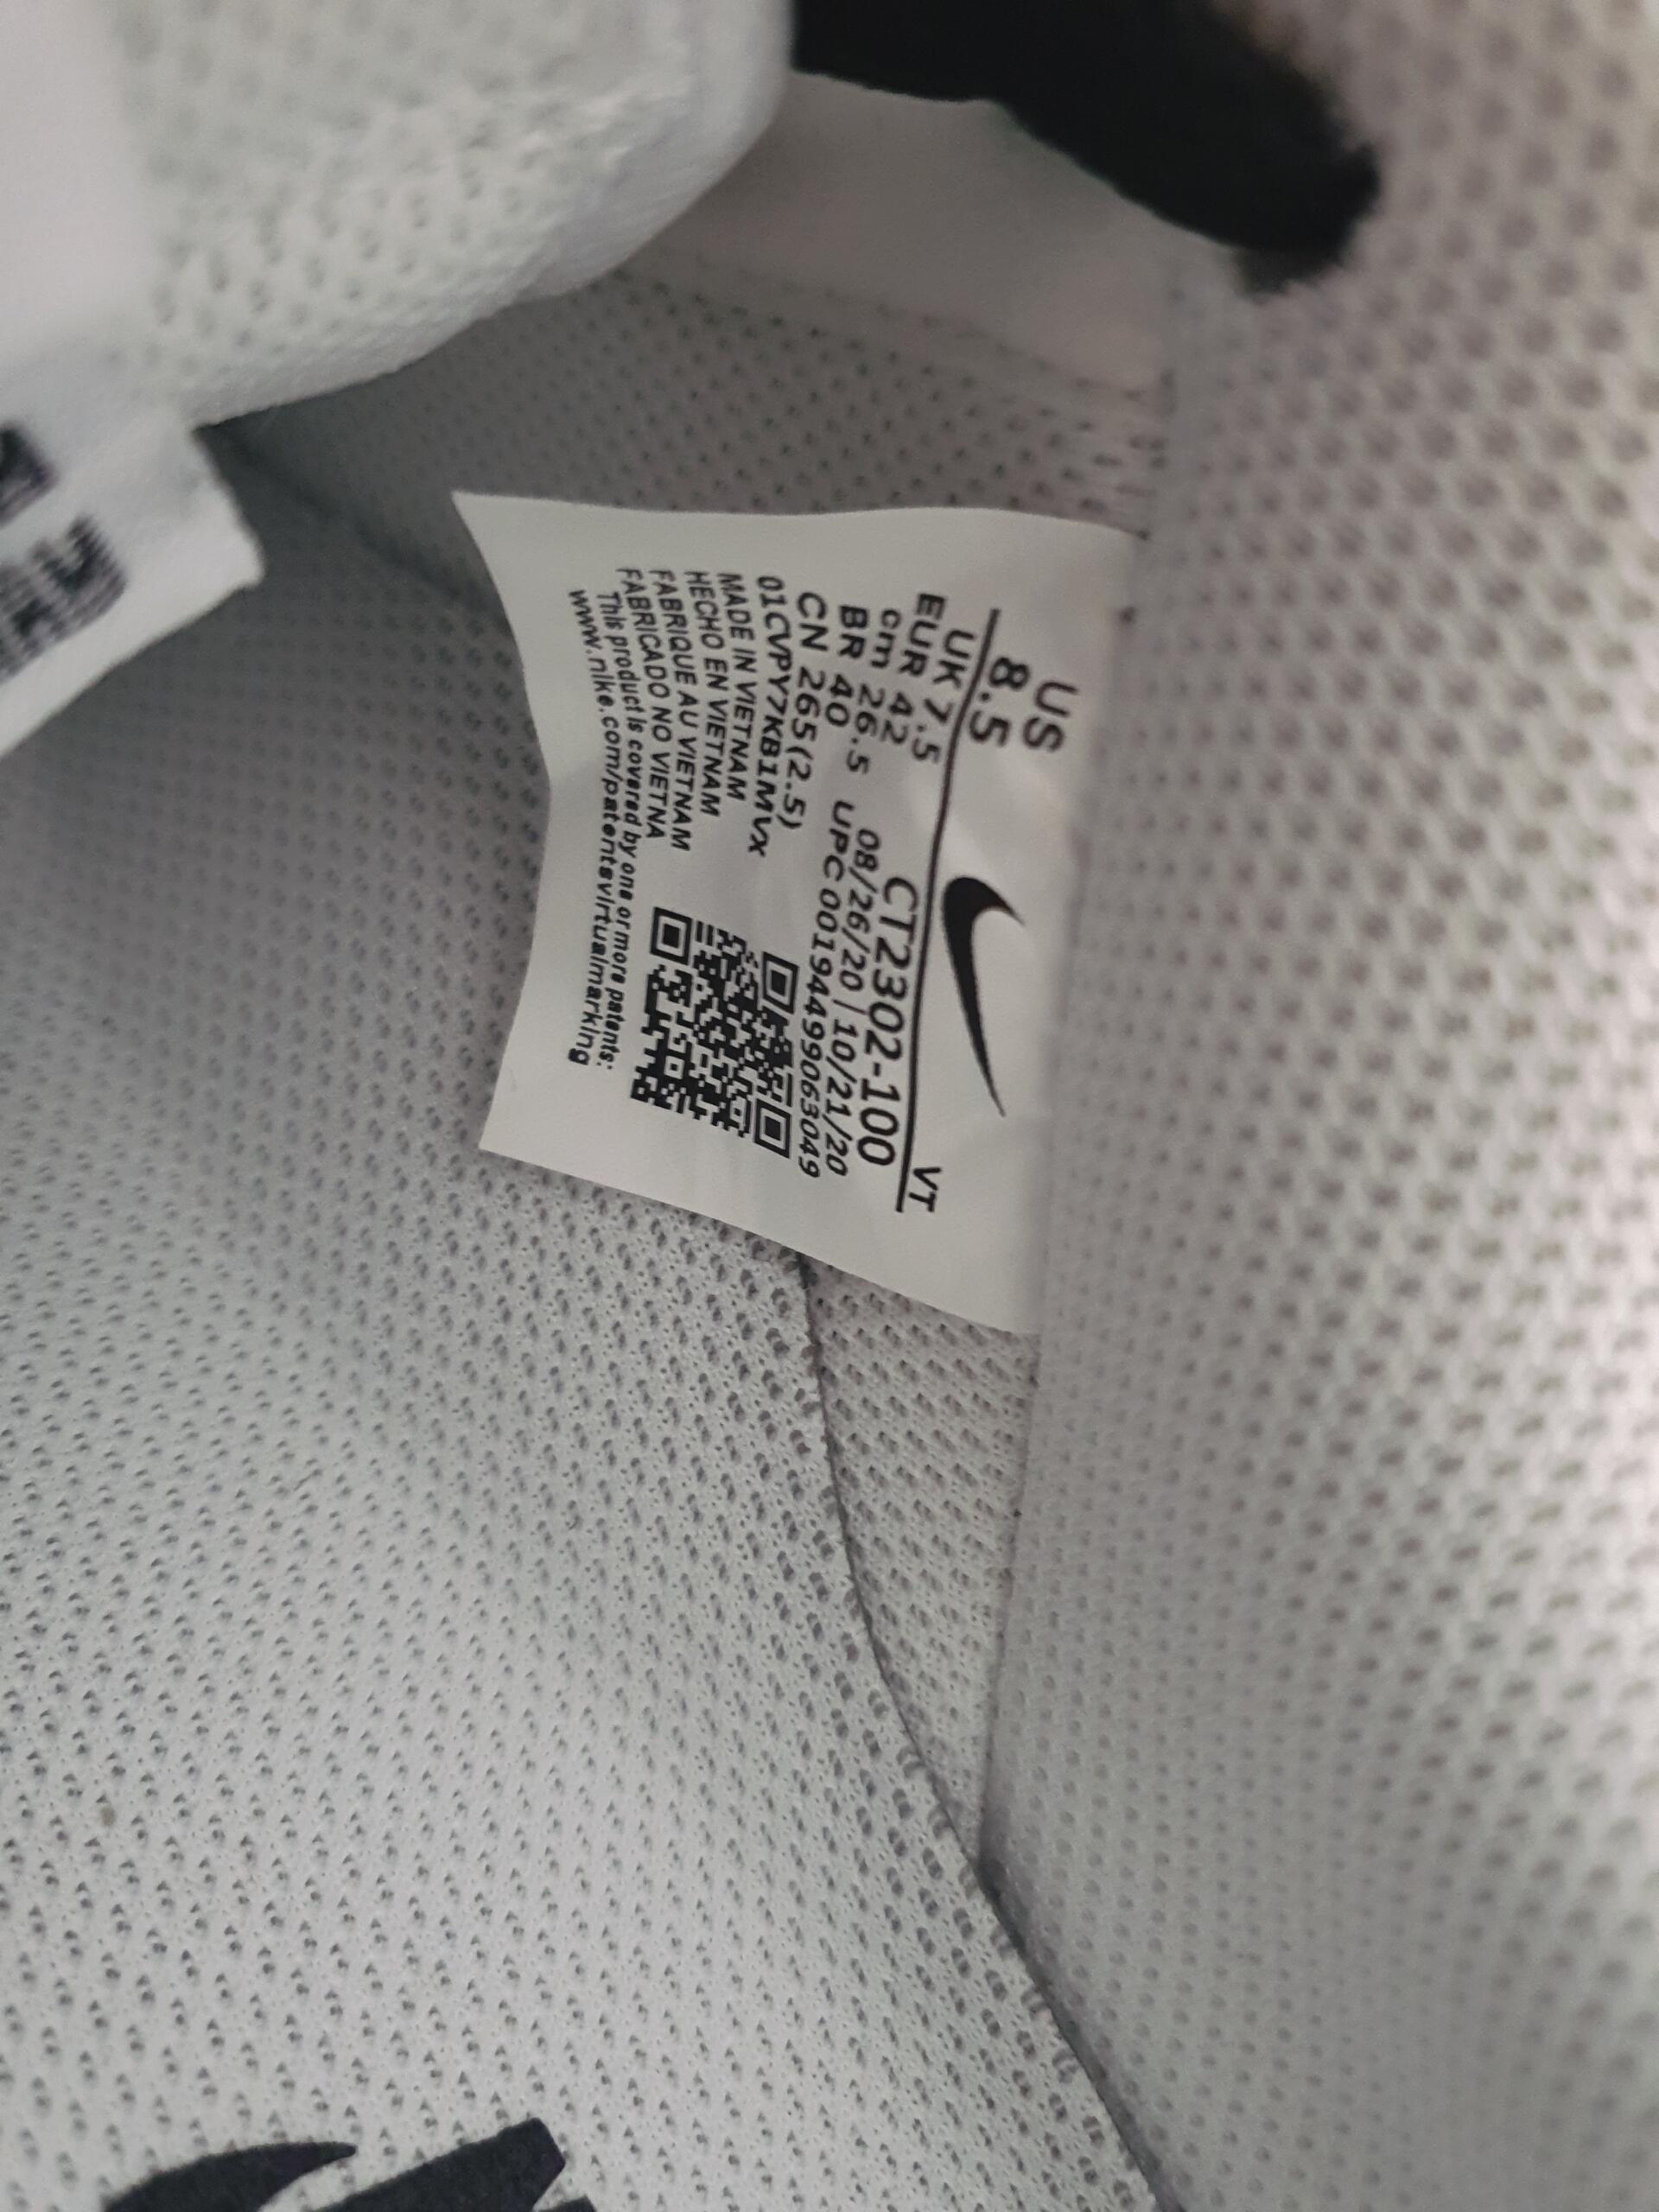 US
8.5
VT
UK 7.5
EUR 42
cm 26.5
BR 40
CN 265(2.5)
CT2302-100
08/26/20 | 10/21/20
UPC 00194499063049
01CVPY7KB1MVX
MADE IN VIETNAM
HECHO EN VIETNAM
FABRIQUE AU VIETNAM
FABRICADO NO VIETNA
This product is covered by one or more patents:
www.nike.com/patentsvirtualmarking